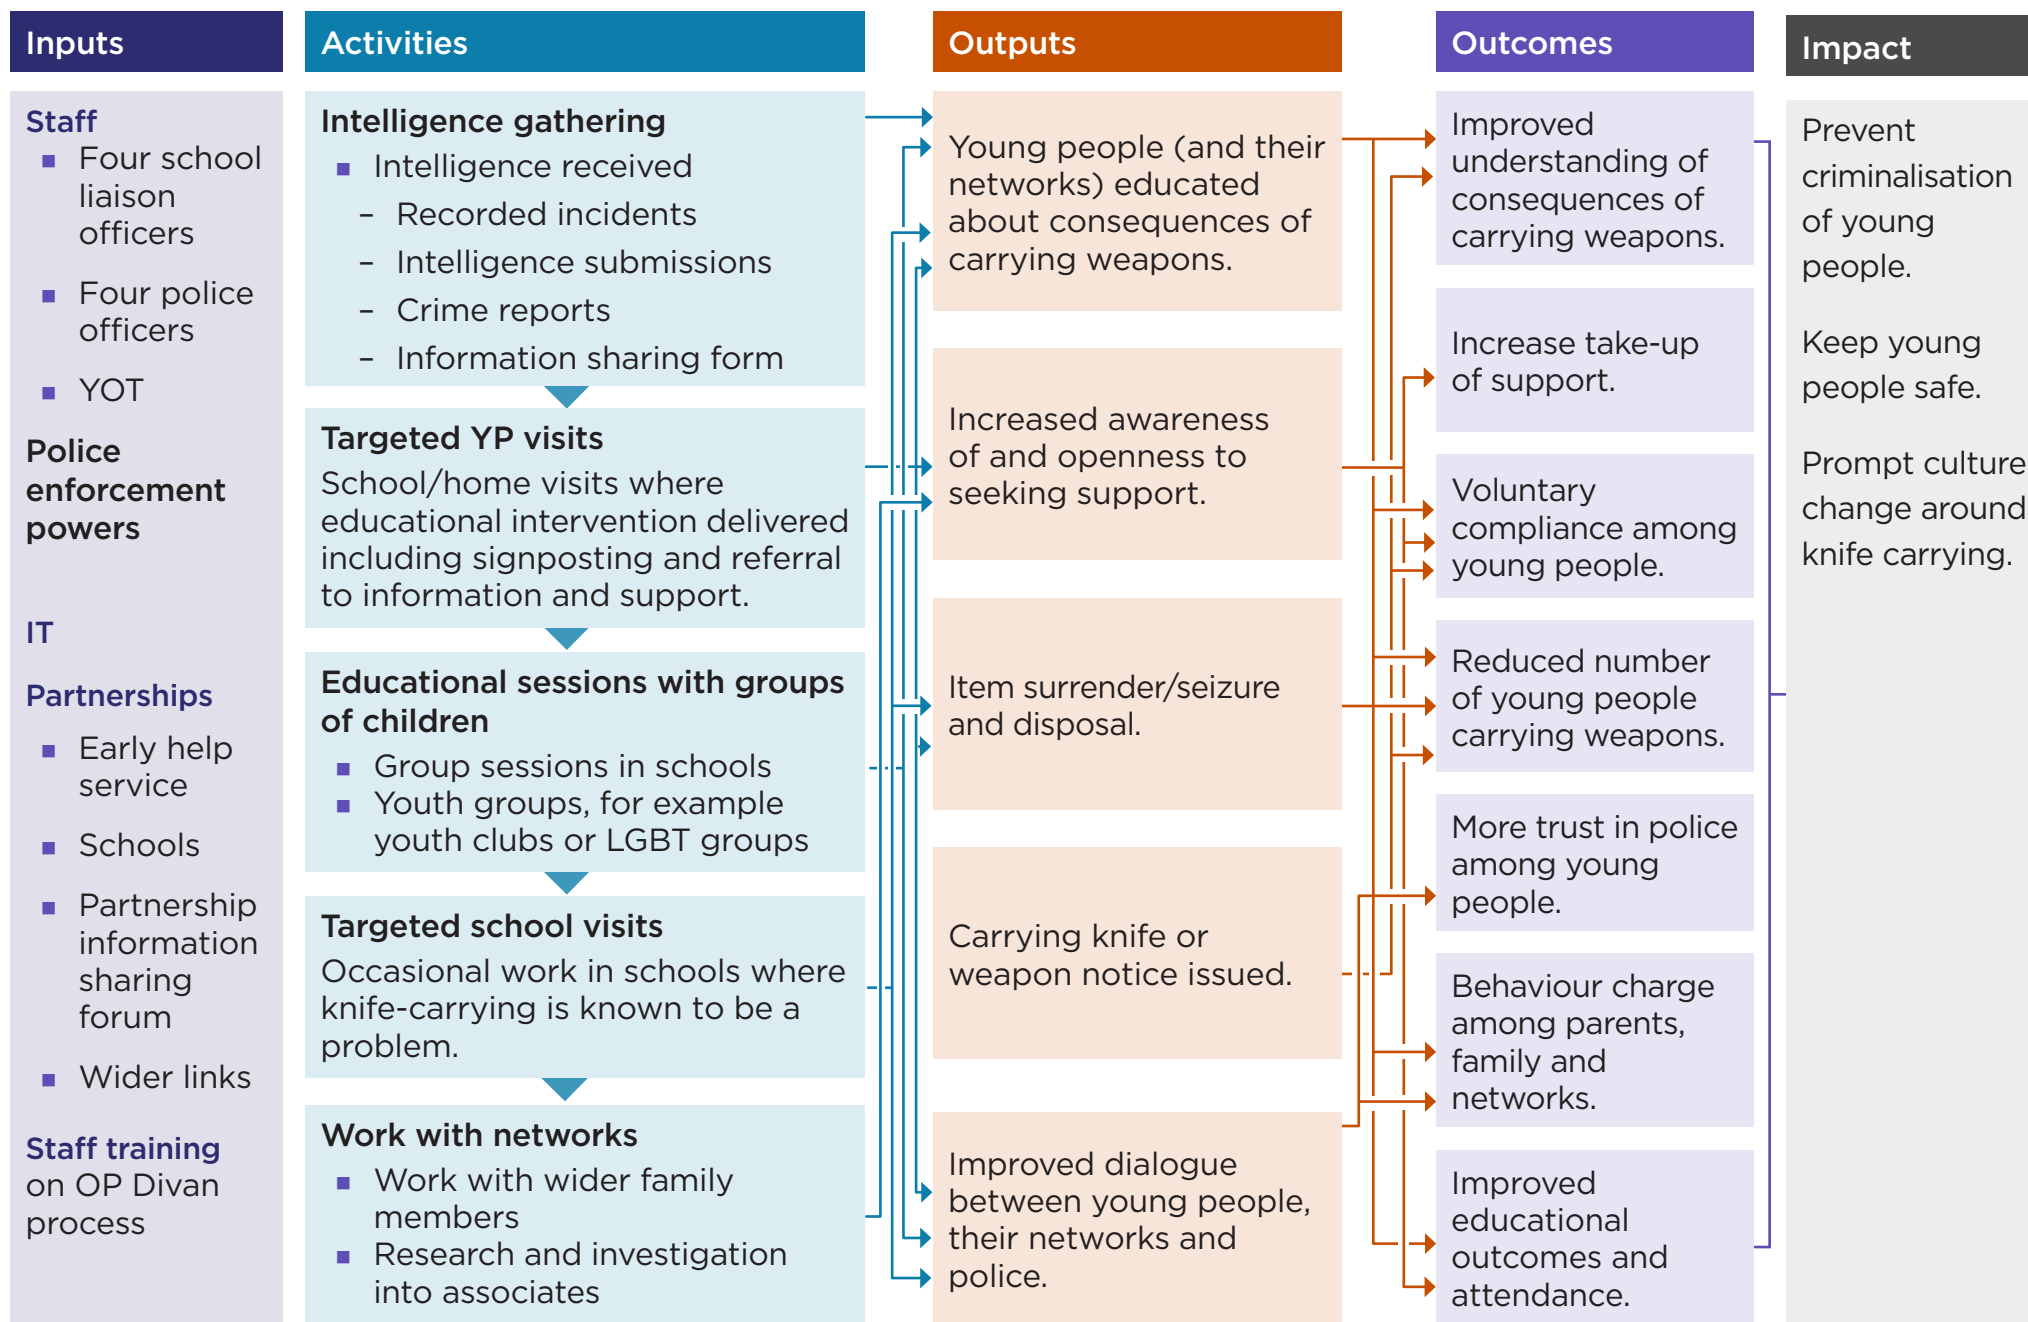 Inputs
Staff
▪ Four school
liaison
officers
▪ Four police
officers
▪ YOT
Police
enforcement
powers
IT
Partnerships
▪ Early help
service
▪ Schools
▪ Partnership
information
sharing
forum
▪ Wider links
Staff training
on OP Divan
process
Activities
Intelligence gathering
▪ Intelligence received
– Recorded incidents
– Intelligence submissions
– Crime reports
– Information sharing form
Targeted YP visits
School/home visits where
educational intervention delivered
including signposting and referral
to information and support.
Educational sessions with groups
of children
▪ Group sessions in schools
▪ Youth groups, for example
youth clubs or LGBT groups
Targeted school visits
Occasional work in schools where
knife-carrying is known to be a
problem.
Work with networks
▪ Work with wider family
members
▪ Research and investigation
into associates
Outputs
Young people (and their
networks) educated
about consequences of
carrying weapons.
Increased awareness
of and openness to
seeking support.
Item surrender/seizure
and disposal.
Carrying knife or
weapon notice issued.
Improved dialogue
between young people,
their networks and
police.
Outcomes
Improved
understanding of
consequences of
carrying weapons.
Increase take-up
of support.
Voluntary
compliance among
young people.
Reduced number
of young people
carrying weapons.
More trust in police
among young
people.
Behaviour charge
among parents,
family and
networks.
Improved
educational
outcomes and
attendance.
Impact
Prevent
criminalisation
of young
people.
Keep young
people safe.
Prompt culture
change around
knife carrying.